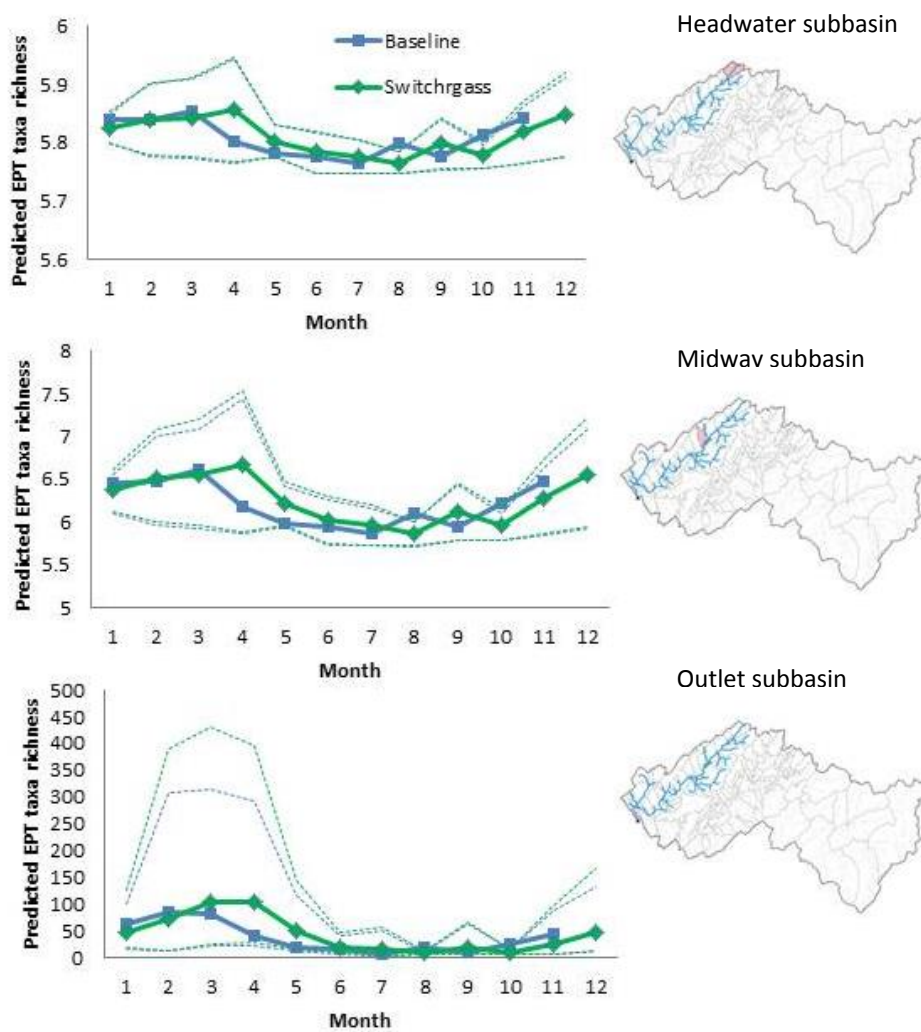 Headwater subbasin
Predicted EPT taxa richness
6
5.9
5.8
5.7
5.6
Baseline
Switchrgass
1 2 3 4 5 6 7 8 9 10 11 12
Month
Midwav subbasin
Predicted EPT taxa richness
8
7.5
7
6.5
6
5.5
5
1 2 3 4 5 6 7 8 9 10 11 12
Month
Outlet subbasin
Predicted EPT taxa richness
500
450
400
350
300
250
200
150
100
50
0
1 2 3 4 5 6 7 8 9 10 11 12
Month